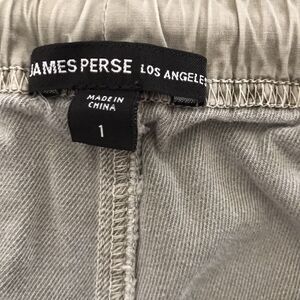 JAMES PERSE LOS ANGELES
MADE IN
CHINA
1